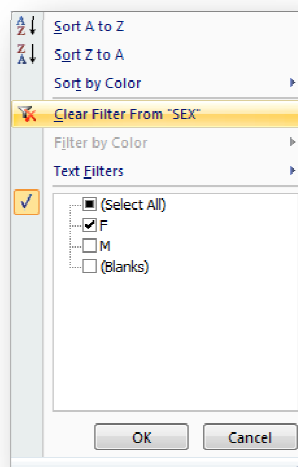 Sort A to Z
Sort Z to A
Sort by Color
Clear Filter From "SEX"
Filter by Color
Text Filters
(Select All)
F
M
(Blanks)
OK Cancel